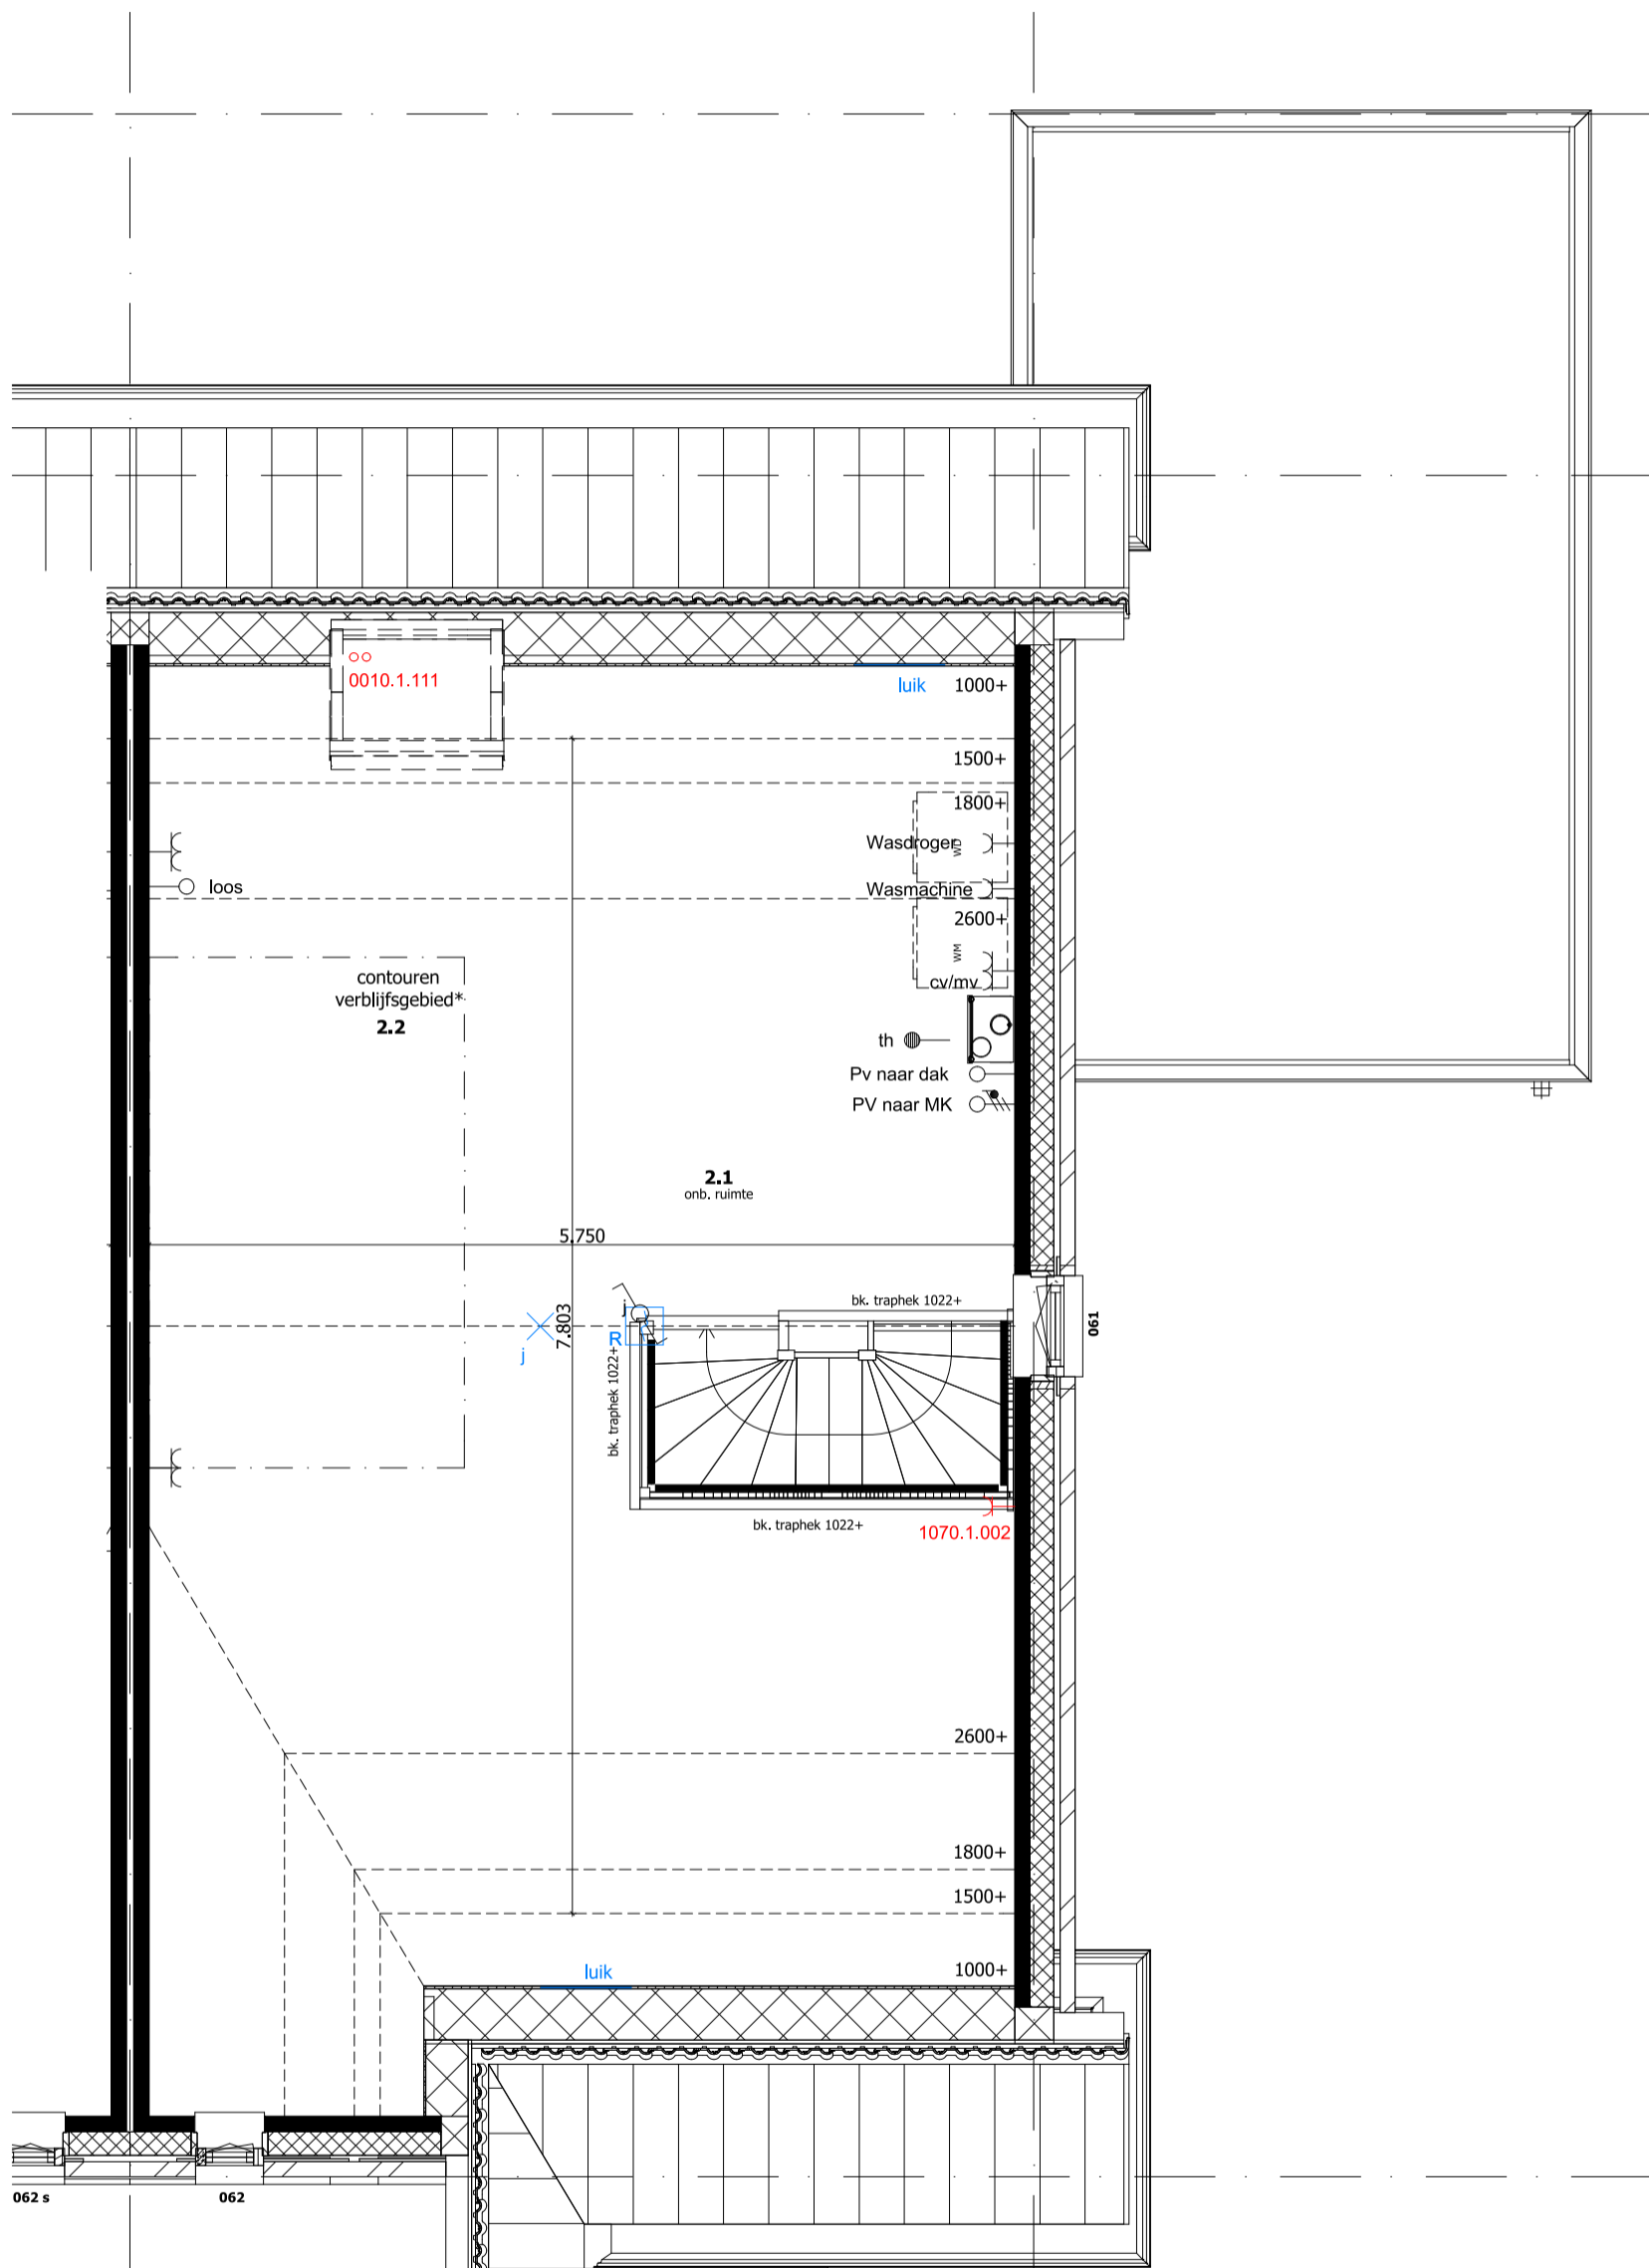 0010.1.111
luik
1000+
1500+
1800+
Wasdroger
WD
loos
Wasmachine
2600+
WM
contouren
verblijfsgebied*
2.2
cv/mv
th
Pv naar dak
PV naar MK
2.1
onb. ruimte
5.750
bk. traphek 1022+
j
061
7.803
R
j
bk. traphek 1022+
bk. traphek 1022+
1070.1.002
2600+
1800+
1500+
luik
1000+
062 s
062